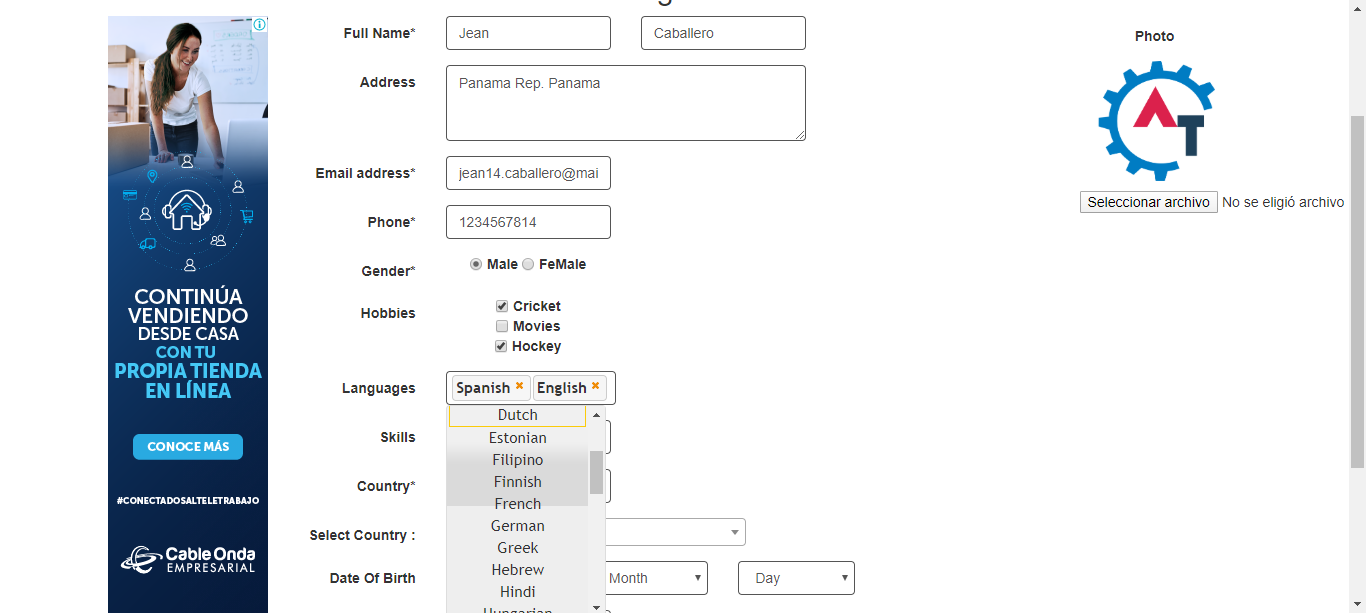 Full Name*
Jean
Caballero
Address
Panama Rep. Panama
Email address*
jean14.caballero@mai
Phone*
1234567814
Gender*
Male
FeMale
Hobbies
Cricket
Movies
Hockey
Languages
Spanish
English
Dutch
Estonian
Filipino
Finnish
French
German
Greek
Hebrew
Hindi
Hungarian
Skills
Country*
Select Country :
Date Of Birth
Month
Day
Photo
AT
Seleccionar archivo
No se eligió archivo
CONTINÚA
VENDIENDO
DESDE CASA
CON TU
PROPIA TIENDA
EN LÍNEA
CONOCE MÁS
#CONECTADOSALTELETRABAJO
Cable Onda
EMPRESARIAL